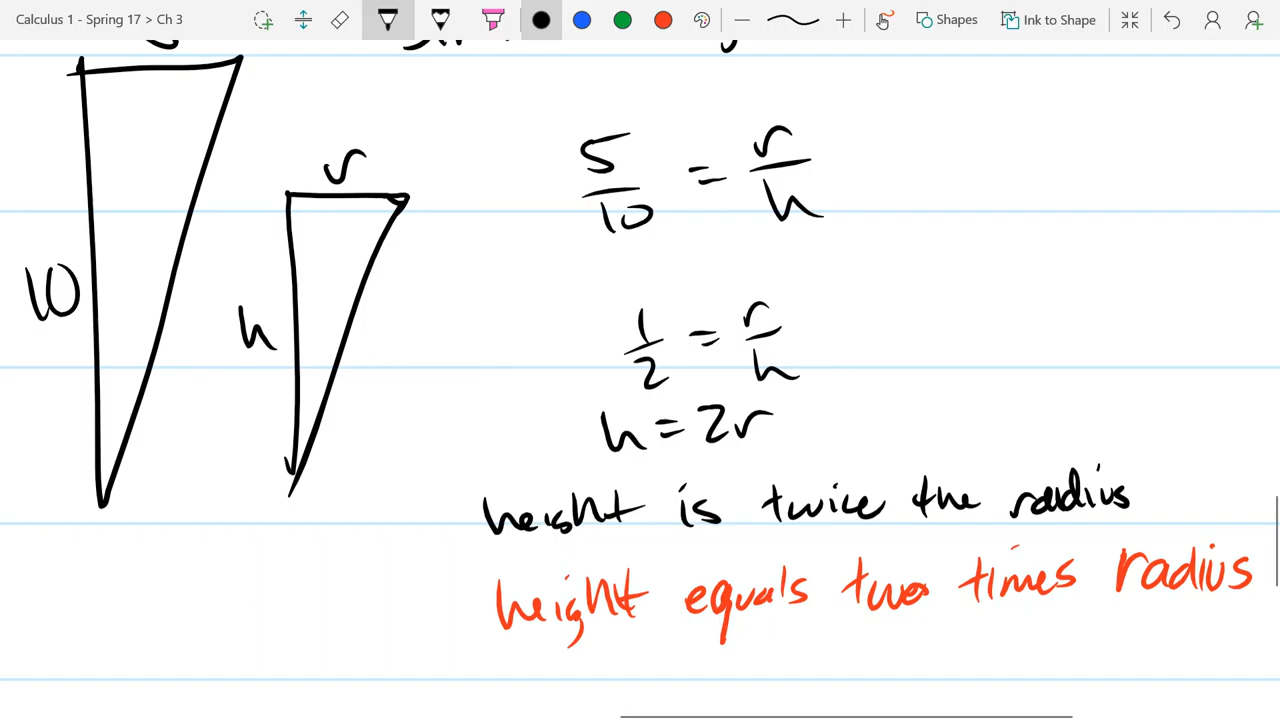 Calculus 1 - Spring 17 > Ch 3
Shapes
Ink to Shape
10
r
h
5/10 = r/h
1/2 = r/h
h = 2r
height is twice the radius
height equals two times radius